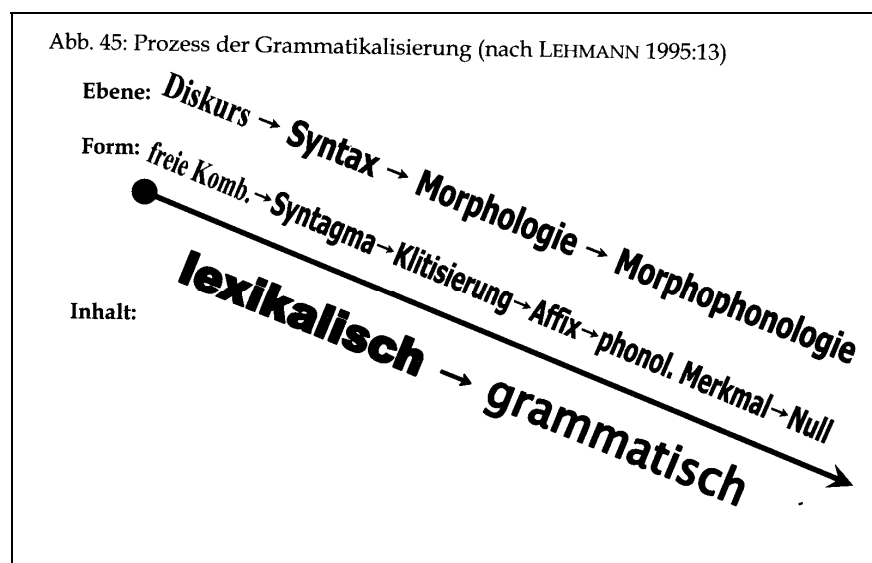 Abb. 45: Prozess der Grammatikalisierung (nach LEHMANN 1995:13)
Ebene: Diskurs → Syntax → Morphologie → Morphophonologie
Form: freie Komb.→Syntagma→Klitisierung→Affix→phonol. Merkmal→Null
Inhalt: lexikalisch → grammatisch